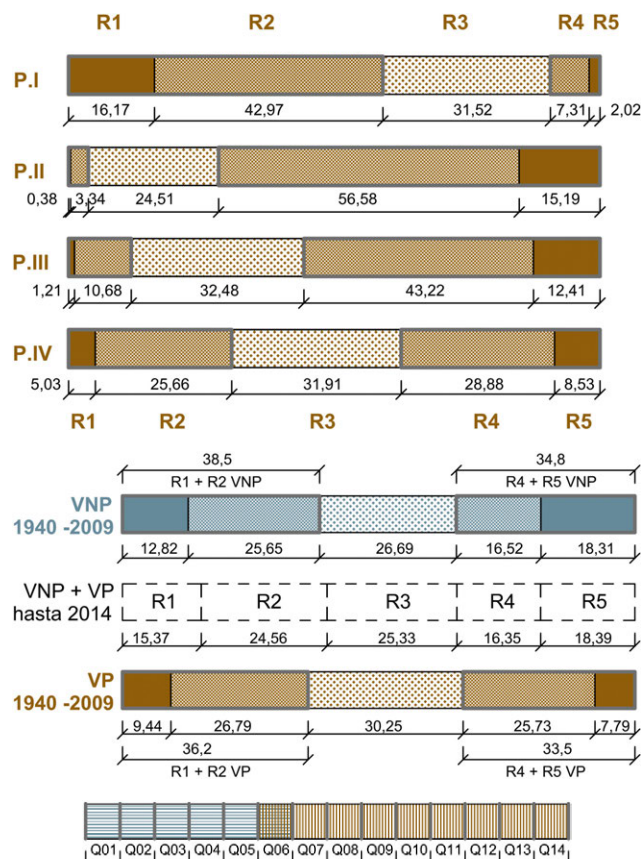 R1 R2 R3 R4 R5
P.I
16,17 42,97 31,52 7,31 2,02
P.II
0,38 3,34 24,51 56,58 15,19
P.III
1,21 10,68 32,48 43,22 12,41
P.IV
5,03 25,66 31,91 28,88 8,53
R1 R2 R3 R4 R5
38,5 34,8
R1 + R2 VNP R4 + R5 VNP
VNP
1940 -2009
12,82 25,65 26,69 16,52 18,31
VNP + VP
hasta 2014
R1 R2 R3 R4 R5
15,37 24,56 25,33 16,35 18,39
VP
1940 -2009
9,44 26,79 30,25 25,73 7,79
36,2 33,5
R1 + R2 VP R4 + R5 VP
Q01 Q02 Q03 Q04 Q05 Q06 Q07 Q08 Q09 Q10 Q11 Q12 Q13 Q14